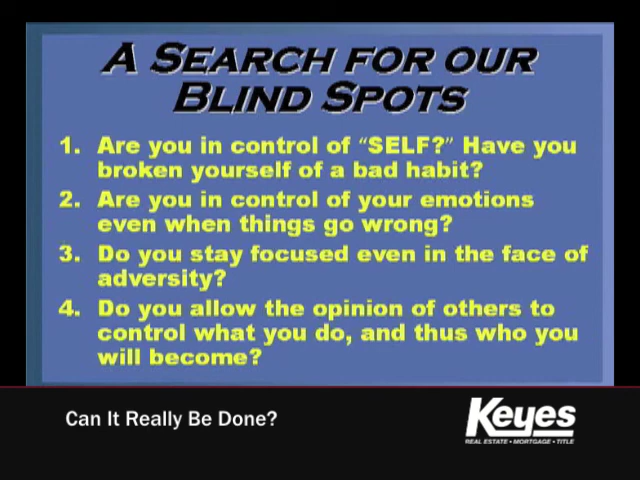 A SEARCH FOR OUR
BLIND SPOTS
1. Are you in control of “SELF?” Have you
broken yourself of a bad habit?
2. Are you in control of your emotions
even when things go wrong?
3. Do you stay focused even in the face of
adversity?
4. Do you allow the opinion of others to
control what you do, and thus who you
will become?
Can It Really Be Done?
Keyes
REAL ESTATE • MORTGAGE • TITLE